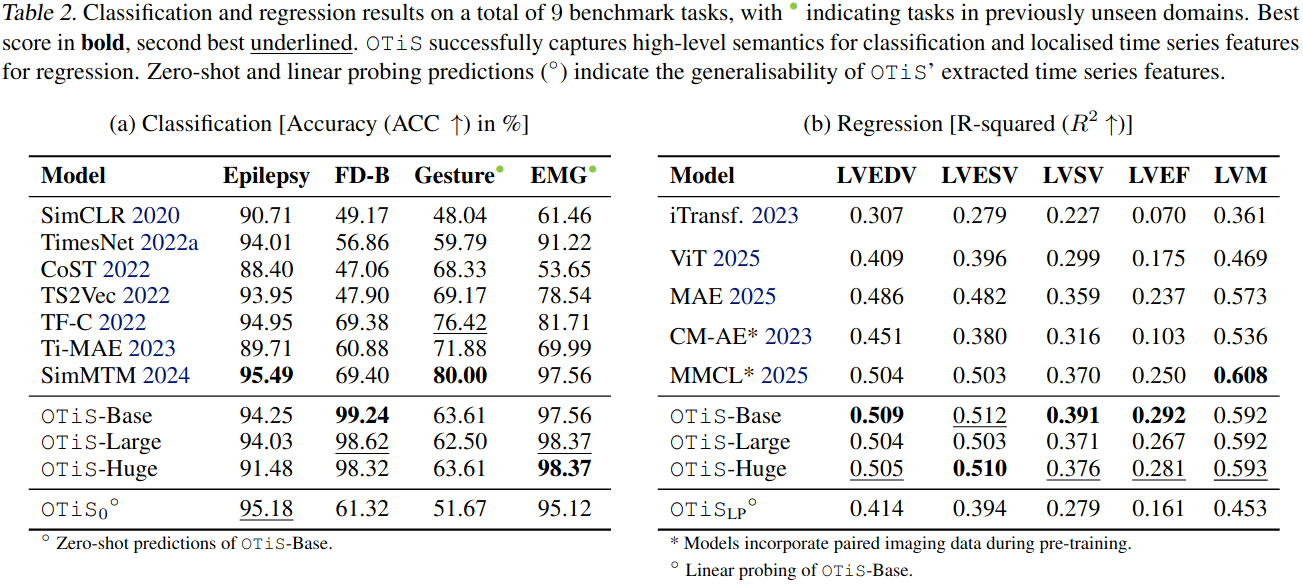 Table 2. Classification and regression results on a total of 9 benchmark tasks, with • indicating tasks in previously unseen domains. Best
score in bold, second best underlined. OTiS successfully captures high-level semantics for classification and localised time series features
for regression. Zero-shot and linear probing predictions (°) indicate the generalisability of OTiS' extracted time series features.
(a) Classification [Accuracy (ACC ↑) in %]
Model Epilepsy FD-B Gesture• EMG•
SimCLR 2020 90.71 49.17 48.04 61.46
TimesNet 2022a 94.01 56.86 59.79 91.22
CoST 2022 88.40 47.06 68.33 53.65
TS2Vec 2022 93.95 47.90 69.17 78.54
TF-C 2022 94.95 69.38 76.42 81.71
Ti-MAE 2023 89.71 60.88 71.88 69.99
SimMTM 2024 95.49 69.40 80.00 97.56
OTiS-Base 94.25 99.24 63.61 97.56
OTiS-Large 94.03 98.62 62.50 98.37
OTiS-Huge 91.48 98.32 63.61 98.37
OTiS₀° 95.18 61.32 51.67 95.12
° Zero-shot predictions of OTiS-Base.
(b) Regression [R-squared (R² ↑)]
Model LVEDV LVESV LVSV LVEF LVM
iTransf. 2023 0.307 0.279 0.227 0.070 0.361
ViT 2025 0.409 0.396 0.299 0.175 0.469
MAE 2025 0.486 0.482 0.359 0.237 0.573
CM-AE* 2023 0.451 0.380 0.316 0.103 0.536
MMCL* 2025 0.504 0.503 0.370 0.250 0.608
OTiS-Base 0.509 0.512 0.391 0.292 0.592
OTiS-Large 0.504 0.503 0.371 0.267 0.592
OTiS-Huge 0.505 0.510 0.376 0.281 0.593
OTiS_LP° 0.414 0.394 0.279 0.161 0.453
* Models incorporate paired imaging data during pre-training.
° Linear probing of OTiS-Base.